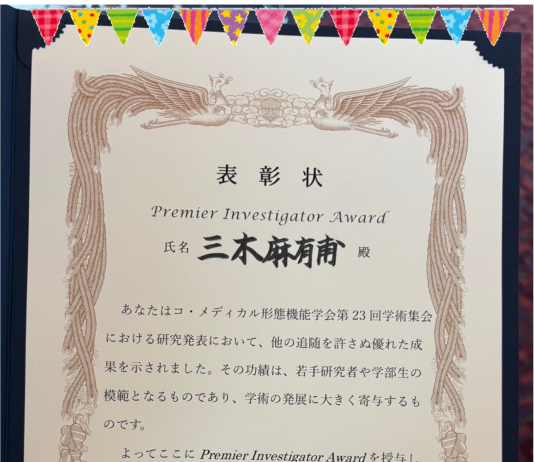 表彰状
Premier Investigator Award
氏名 三木麻有甫 殿
あなたはコ・メディカル形態機能学会第 23 回学術集会
における研究発表において、他の追随を許さぬ優れた成
果を示されました。その功績は、若手研究者や学部生の
模範となるものであり、学術の発展に大きく寄与するも
のです。
よってここに Premier Investigator Award を授与し